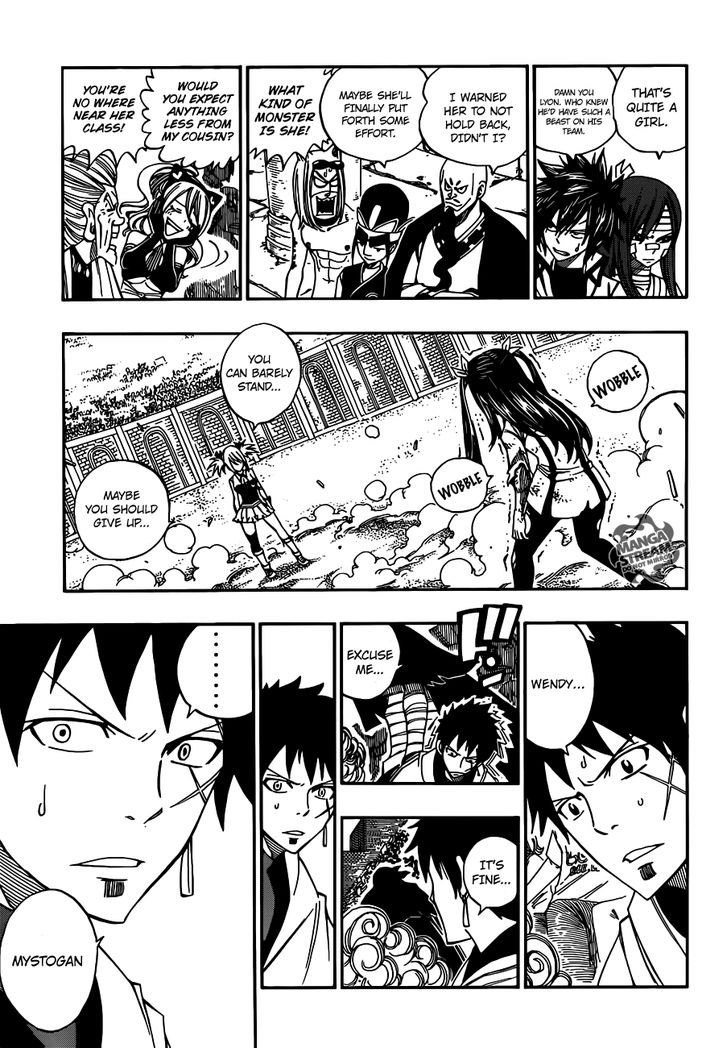 THAT'S
QUITE A
GIRL.
DAMN YOU
LYON. WHO KNEW
HE'D HAVE SUCH A
BEAST ON HIS
TEAM.
I WARNED
HER TO NOT
HOLD BACK,
DIDN'T I?
MAYBE SHE'LL
FINALLY PUT
FORTH SOME
EFFORT.
WHAT
KIND OF
MONSTER
IS SHE!
WOULD
YOU EXPECT
ANYTHING
LESS FROM
MY COUSIN?
YOU'RE
NO WHERE
NEAR HER
CLASS!
WOBBLE
YOU
CAN BARELY
STAND...
WOBBLE
MAYBE
YOU SHOULD
GIVE UP...
MANGA
STREAM
WENDY...
EXCUSE
ME...
IT'S
FINE...
......
MYSTOGAN